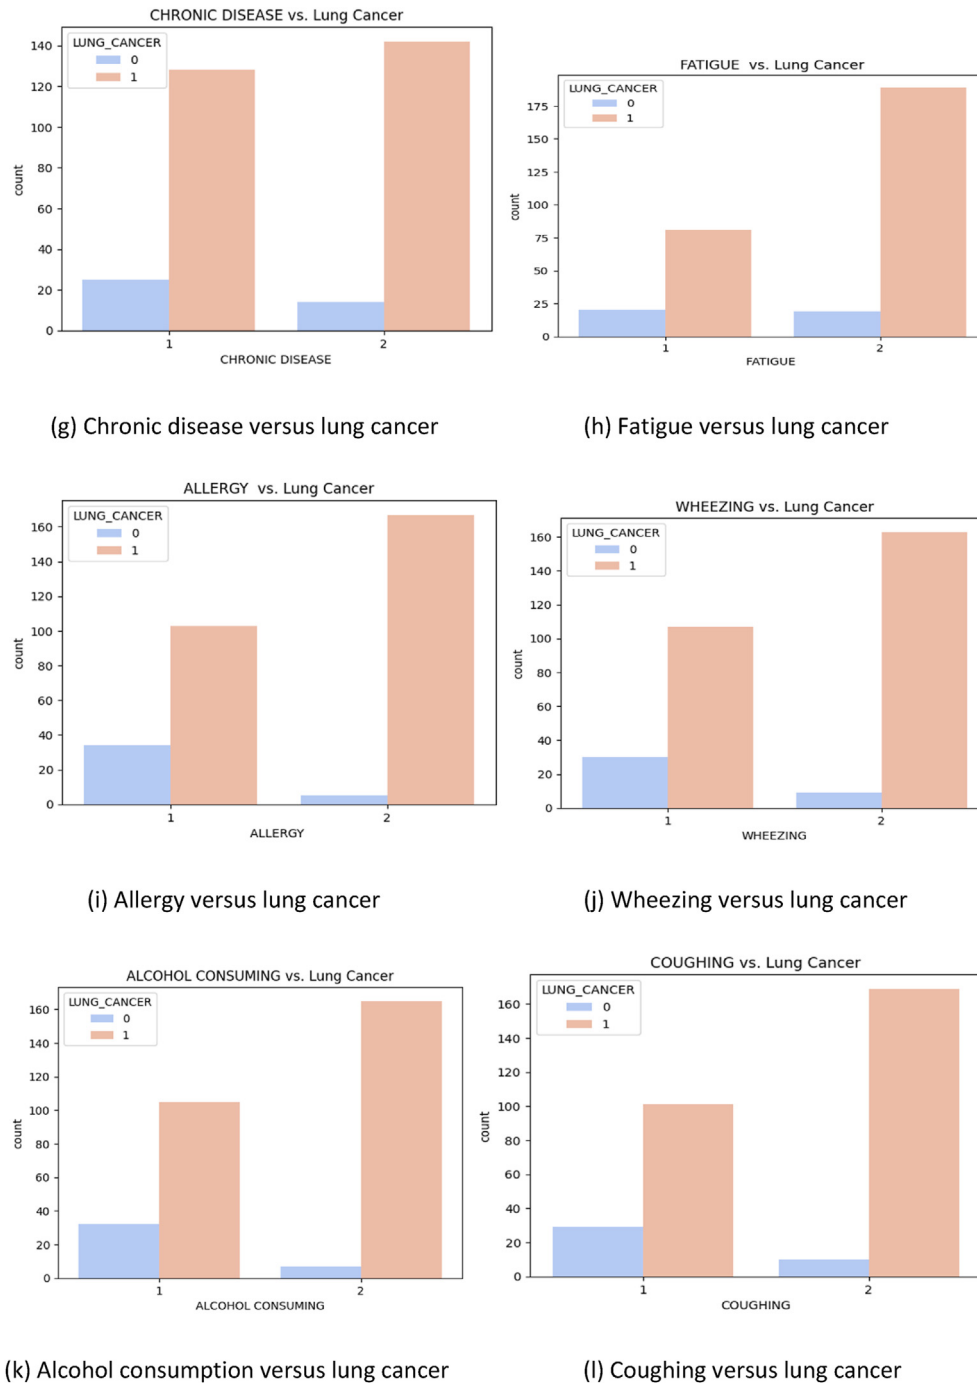 CHRONIC DISEASE vs. Lung Cancer
LUNG_CANCER
0
1
140
120
100
80
60
40
20
0
count
1 2
CHRONIC DISEASE
(g) Chronic disease versus lung cancer
FATIGUE vs. Lung Cancer
LUNG_CANCER
0
1
175
150
125
100
75
50
25
0
count
1 2
FATIGUE
(h) Fatigue versus lung cancer
ALLERGY vs. Lung Cancer
LUNG_CANCER
0
1
160
140
120
100
80
60
40
20
0
count
1 2
ALLERGY
(i) Allergy versus lung cancer
WHEEZING vs. Lung Cancer
LUNG_CANCER
0
1
160
140
120
100
80
60
40
20
0
count
1 2
WHEEZING
(j) Wheezing versus lung cancer
ALCOHOL CONSUMING vs. Lung Cancer
LUNG_CANCER
0
1
160
140
120
100
80
60
40
20
0
count
1 2
ALCOHOL CONSUMING
(k) Alcohol consumption versus lung cancer
COUGHING vs. Lung Cancer
LUNG_CANCER
0
1
160
140
120
100
80
60
40
20
0
count
1 2
COUGHING
(l) Coughing versus lung cancer